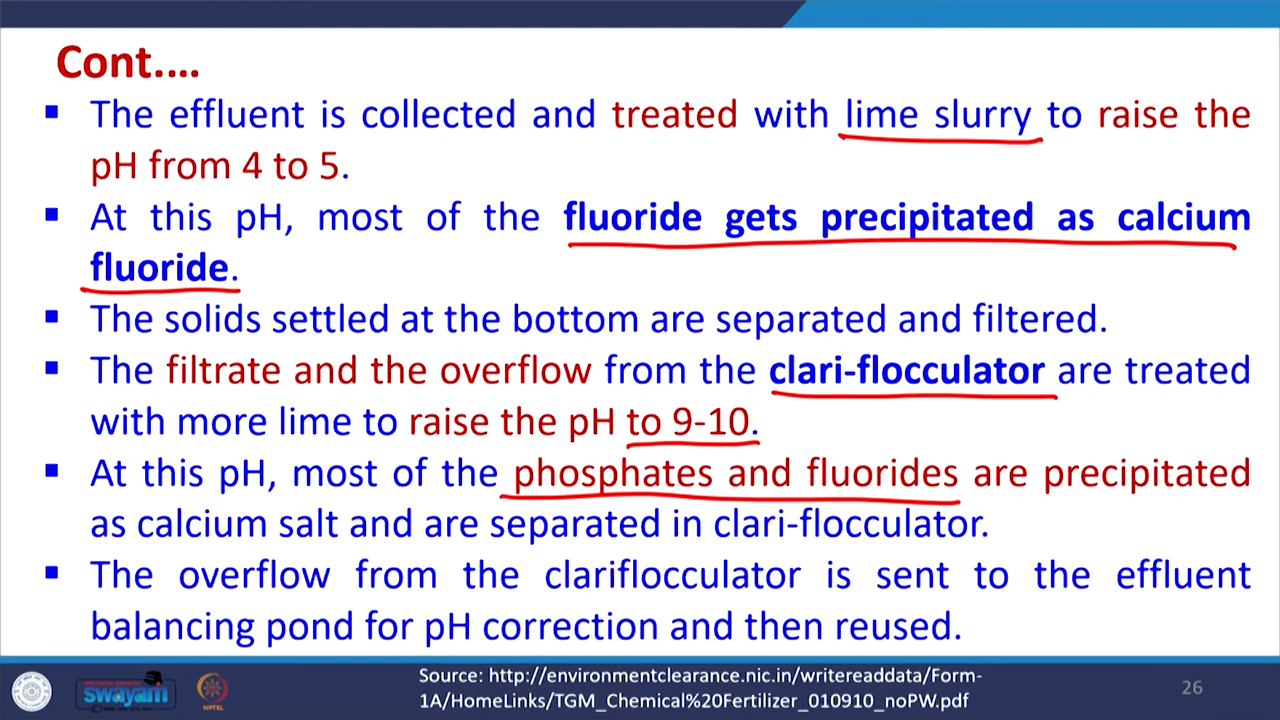 Cont.…
▪ The effluent is collected and treated with lime slurry to raise the
pH from 4 to 5.
▪ At this pH, most of the fluoride gets precipitated as calcium
fluoride.
▪ The solids settled at the bottom are separated and filtered.
▪ The filtrate and the overflow from the clari-flocculator are treated
with more lime to raise the pH to 9-10.
▪ At this pH, most of the phosphates and fluorides are precipitated
as calcium salt and are separated in clari-flocculator.
▪ The overflow from the clariflocculator is sent to the effluent
balancing pond for pH correction and then reused.
swayam
NPTEL
Source: http://environmentclearance.nic.in/writereaddata/Form-
1A/HomeLinks/TGM_Chemical%20Fertilizer_010910_noPW.pdf
26